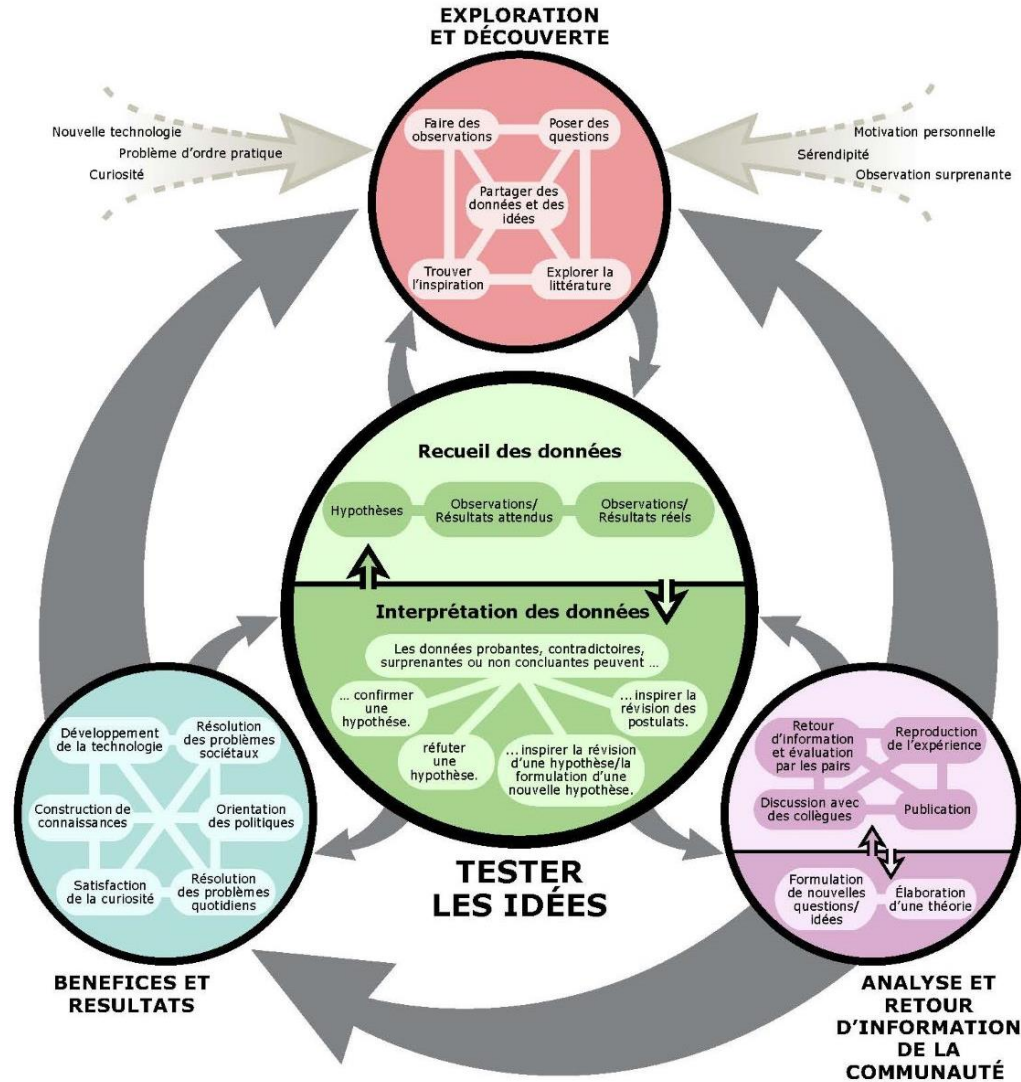 EXPLORATION
ET DÉCOUVERTE
Nouvelle technologie
Problème d'ordre pratique
Curiosité
Motivation personnelle
Sérendipité
Observation surprenante
Faire des
observations
Poser des
questions
Partager des
données et des
idées
Trouver
l'inspiration
Explorer la
littérature
Recueil des données
Hypothèses
Observations/
Résultats attendus
Observations/
Résultats réels
Interprétation des données
Les données probantes, contradictoires,
surprenantes ou non concluantes peuvent ...
... confirmer
une
hypothése.
réfuter
une
hypothèse.
...inspirer la révision
d'une hypothèse/la
formulation d'une
nouvelle hypothèse.
...inspirer la
révision des
postulats.
TESTER
LES IDÉES
Développement
de la technologie
Résolution
des problèmes
sociétaux
Construction de
connaissances
Orientation
des politiques
Satisfaction
de la curiosité
Résolution
des problèmes
quotidiens
BENEFICES ET
RESULTATS
Retour
d'information
et évaluation
par les pairs
Reproduction
de l'expérience
Discussion avec
des collègues
Publication
Formulation
de nouvelles
questions/
idées
Élaboration
d'une théorie
ANALYSE ET
RETOUR
D'INFORMATION
DE LA
COMMUNAUTÉ